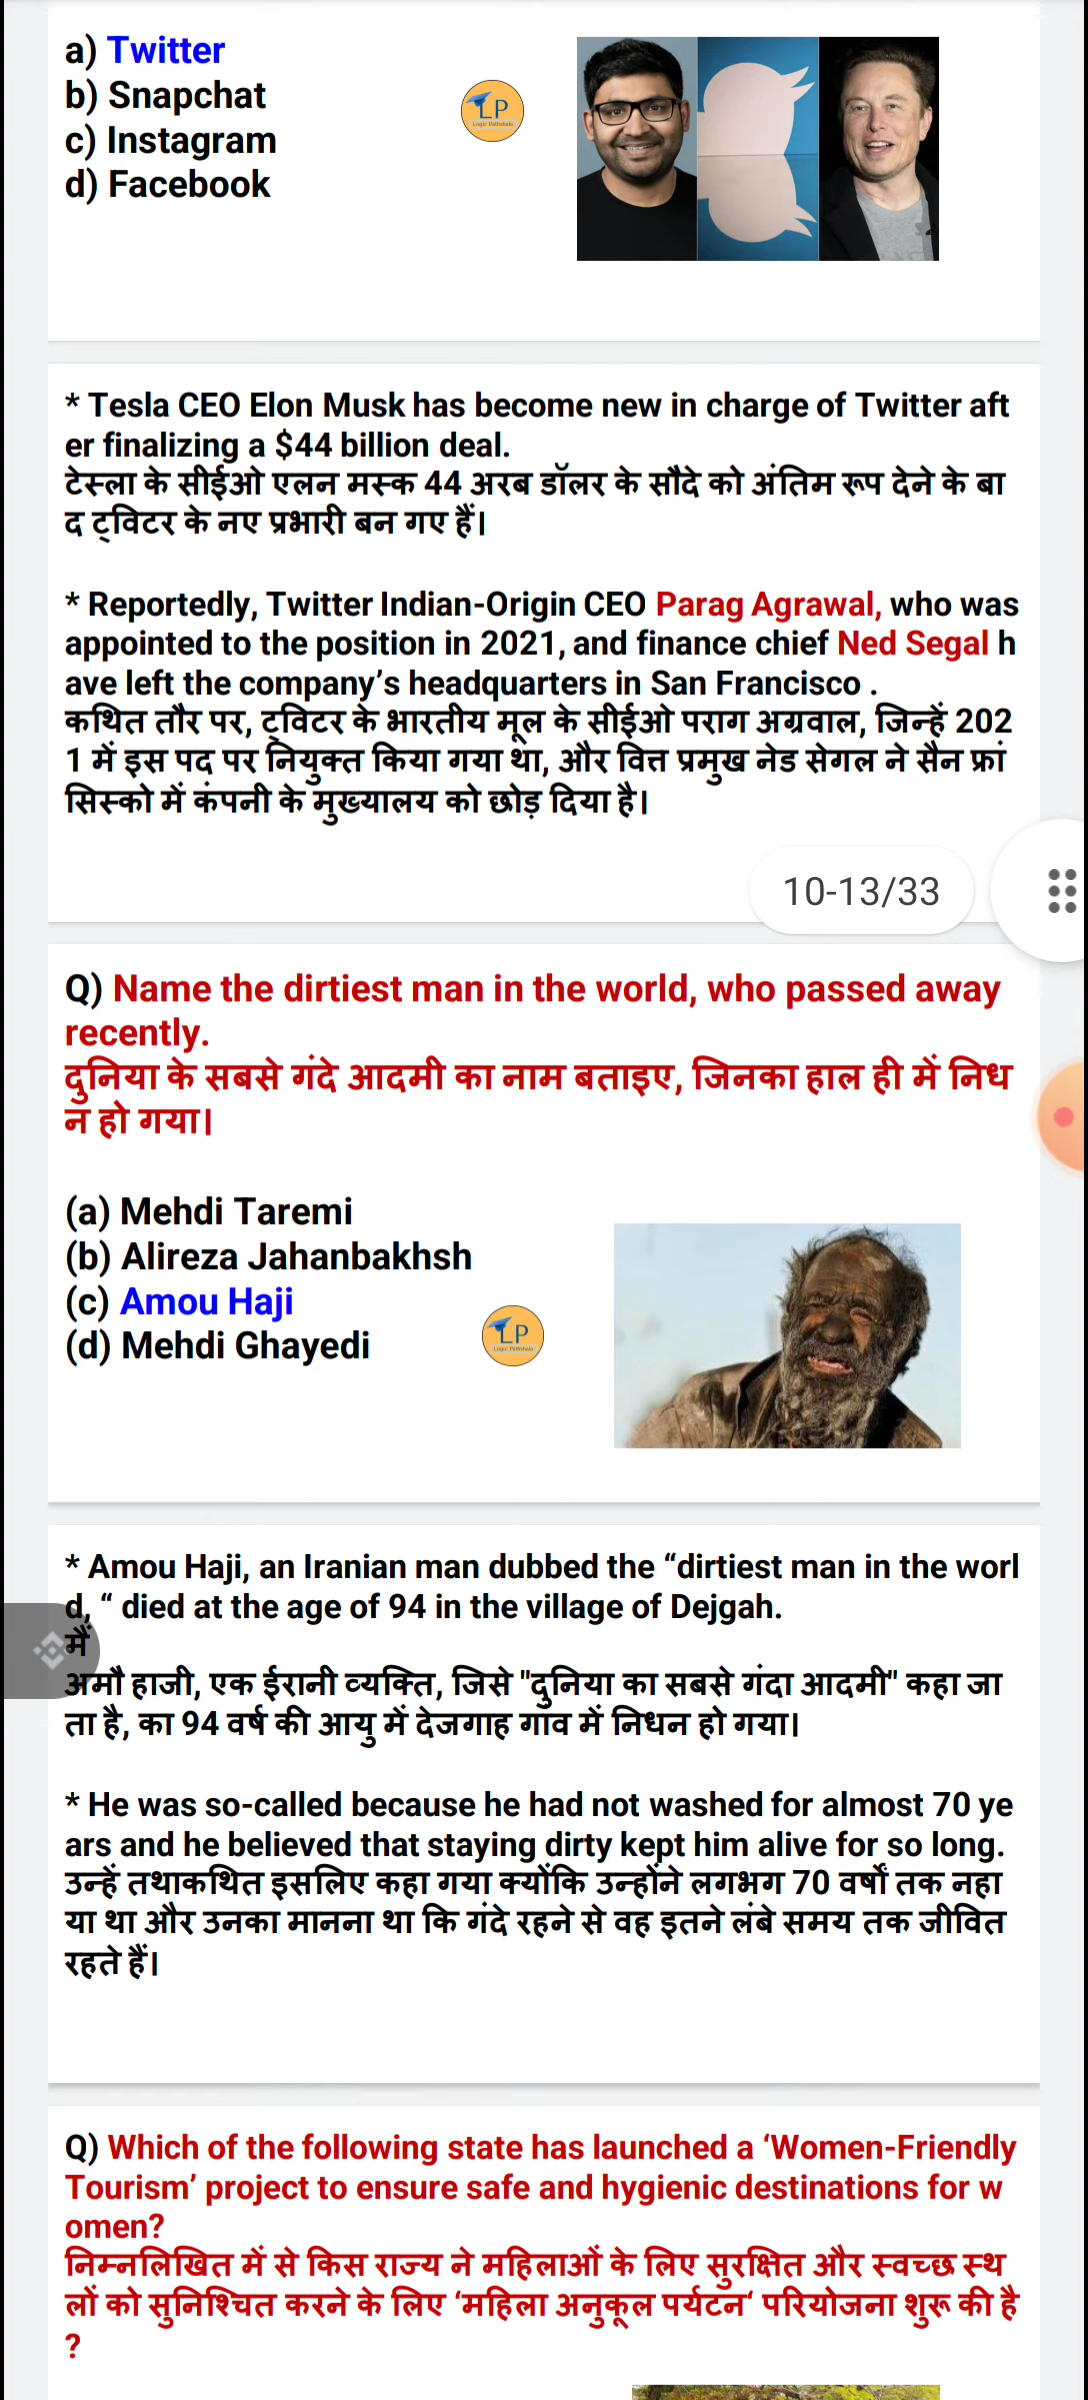 a) Twitter
b) Snapchat
c) Instagram
d) Facebook
LP
Logic Pathshala
* Tesla CEO Elon Musk has become new in charge of Twitter aft
er finalizing a $44 billion deal.
टेस्ला के सीईओ एलन मस्क 44 अरब डॉलर के सौदे को अंतिम रूप देने के बा
द ट्विटर के नए प्रभारी बन गए हैं।
* Reportedly, Twitter Indian-Origin CEO Parag Agrawal, who was
appointed to the position in 2021, and finance chief Ned Segal h
ave left the company’s headquarters in San Francisco .
कथित तौर पर, ट्विटर के भारतीय मूल के सीईओ पराग अग्रवाल, जिन्हें 202
1 में इस पद पर नियुक्त किया गया था, और वित्त प्रमुख नेड सेगल ने सैन फ्रां
सिस्को में कंपनी के मुख्यालय को छोड़ दिया है।
10-13/33
Q) Name the dirtiest man in the world, who passed away
recently.
दुनिया के सबसे गंदे आदमी का नाम बताइए, जिनका हाल ही में निध
न हो गया।
(a) Mehdi Taremi
(b) Alireza Jahanbakhsh
(c) Amou Haji
(d) Mehdi Ghayedi
LP
Logic Pathshala
* Amou Haji, an Iranian man dubbed the “dirtiest man in the worl
d, “ died at the age of 94 in the village of Dejgah.
मैं
अमौ हाजी, एक ईरानी व्यक्ति, जिसे "दुनिया का सबसे गंदा आदमी" कहा जा
ता है, का 94 वर्ष की आयु में देजगाह गांव में निधन हो गया।
* He was so-called because he had not washed for almost 70 ye
ars and he believed that staying dirty kept him alive for so long.
उन्हें तथाकथित इसलिए कहा गया क्योंकि उन्होंने लगभग 70 वर्षों तक नहा
या था और उनका मानना था कि गंदे रहने से वह इतने लंबे समय तक जीवित
रहते हैं।
Q) Which of the following state has launched a ‘Women-Friendly
Tourism’ project to ensure safe and hygienic destinations for w
omen?
निम्नलिखित में से किस राज्य ने महिलाओं के लिए सुरक्षित और स्वच्छ स्थ
लों को सुनिश्चित करने के लिए ‘महिला अनुकूल पर्यटन‘ परियोजना शुरू की है
?